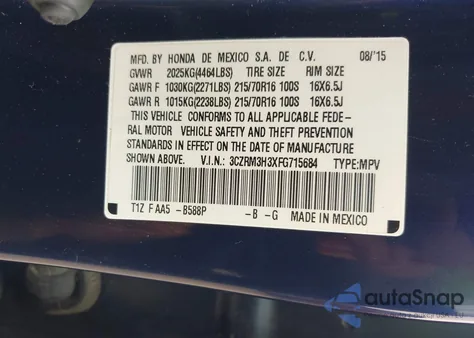 MFD. BY HONDA DE MEXICO S.A. DE C.V. 08/'15
GVWR 2025KG(4464LBS) TIRE SIZE RIM SIZE
GAWR F 1030KG(2271LBS) 215/70R16 100S 16X6.5J
GAWR R 1015KG(2238LBS) 215/70R16 100S 16X6.5J
THIS VEHICLE CONFORMS TO ALL APPLICABLE FEDE-
RAL MOTOR VEHICLE SAFETY AND THEFT PREVENTION
STANDARDS IN EFFECT ON THE DATE OF MANUFACTURE
SHOWN ABOVE. V.I.N.: 3CZRM3H3XFG715684 TYPE:MPV
T1Z F AA5 -B588P -B -G MADE IN MEXICO
autoSnap